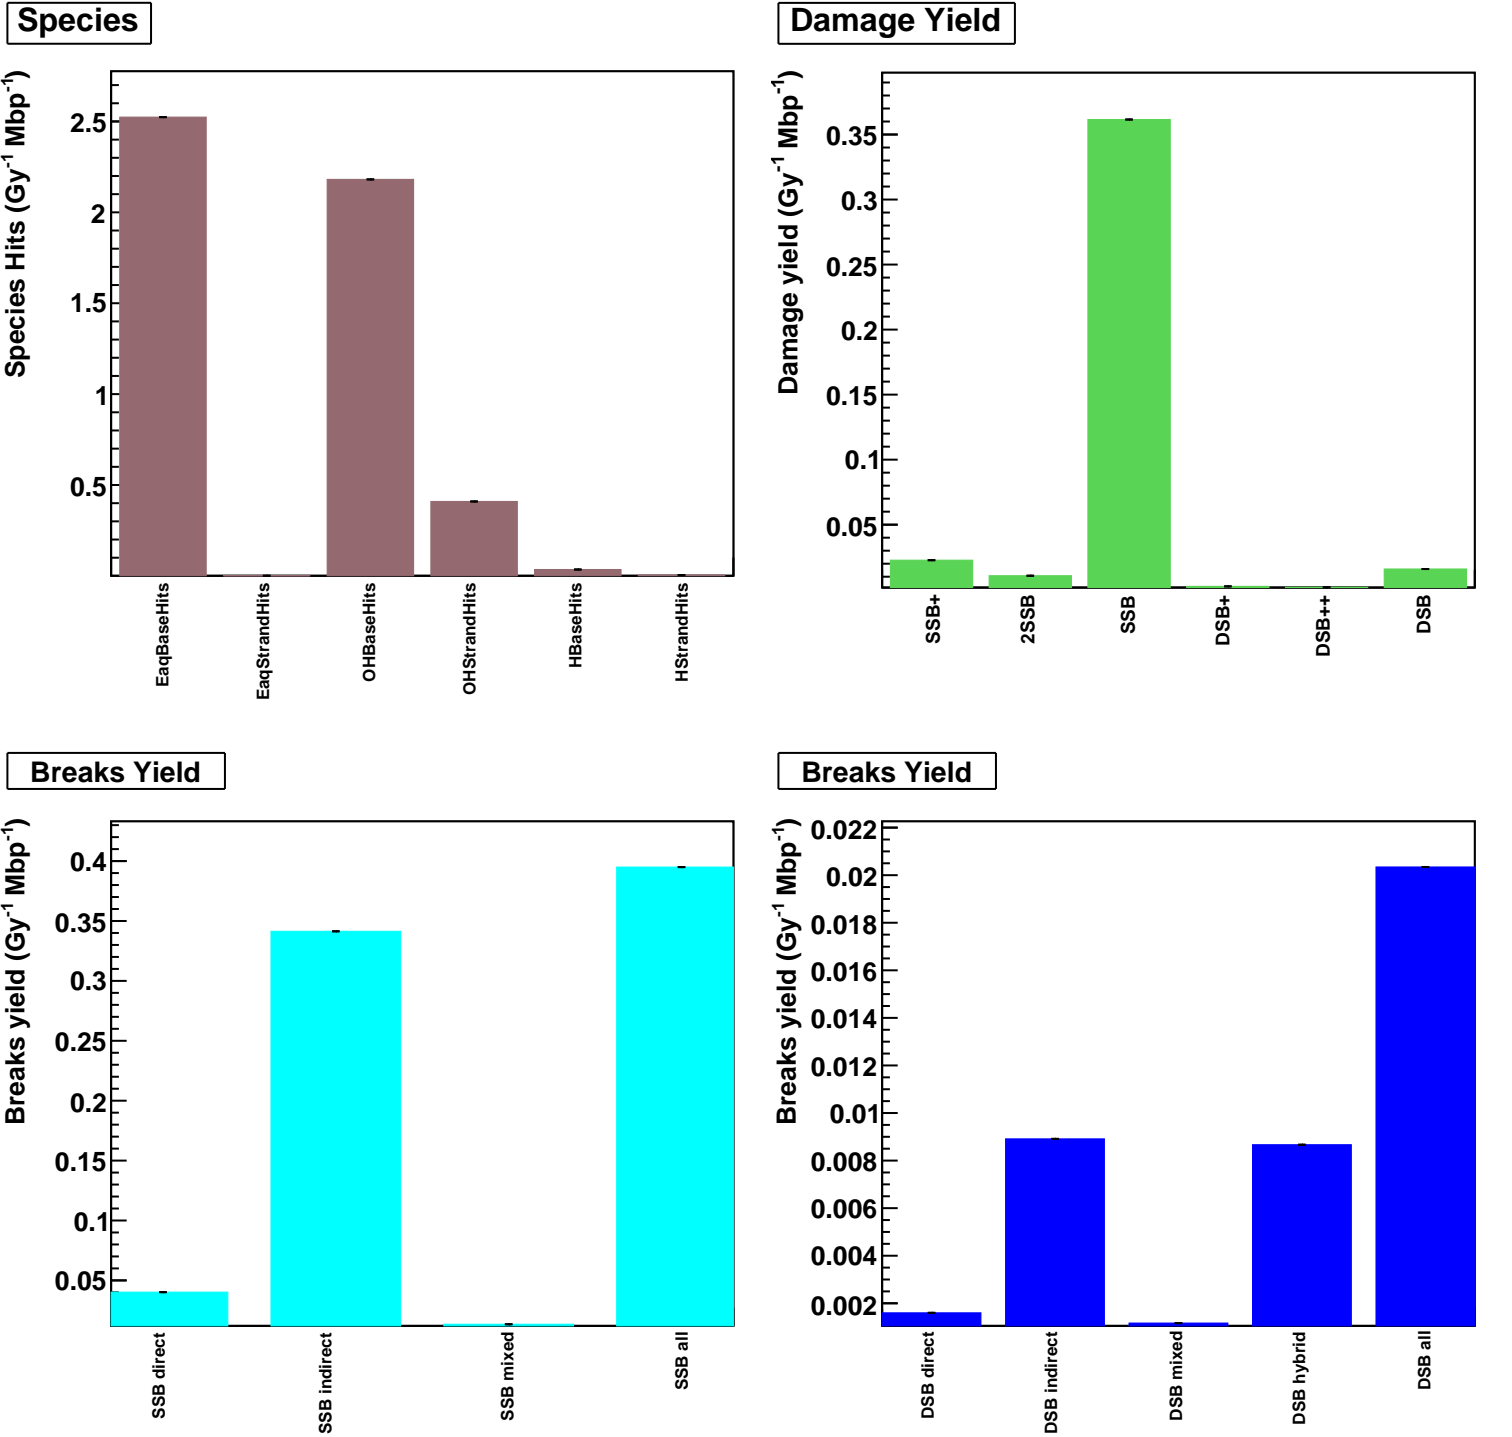 Species
Species Hits (Gy⁻¹ Mbp⁻¹)
2.5
2
1.5
1
0.5
EaqBaseHits
EaqStrandHits
OHBaseHits
OHStrandHits
HBaseHits
HStrandHits
Damage Yield
Damage yield (Gy⁻¹ Mbp⁻¹)
0.35
0.3
0.25
0.2
0.15
0.1
0.05
SSB+
2SSB
SSB
DSB+
DSB++
DSB
Breaks Yield
Breaks yield (Gy⁻¹ Mbp⁻¹)
0.4
0.35
0.3
0.25
0.2
0.15
0.1
0.05
SSB direct
SSB indirect
SSB mixed
SSB all
Breaks Yield
Breaks yield (Gy⁻¹ Mbp⁻¹)
0.022
0.02
0.018
0.016
0.014
0.012
0.01
0.008
0.006
0.004
0.002
DSB direct
DSB indirect
DSB mixed
DSB hybrid
DSB all